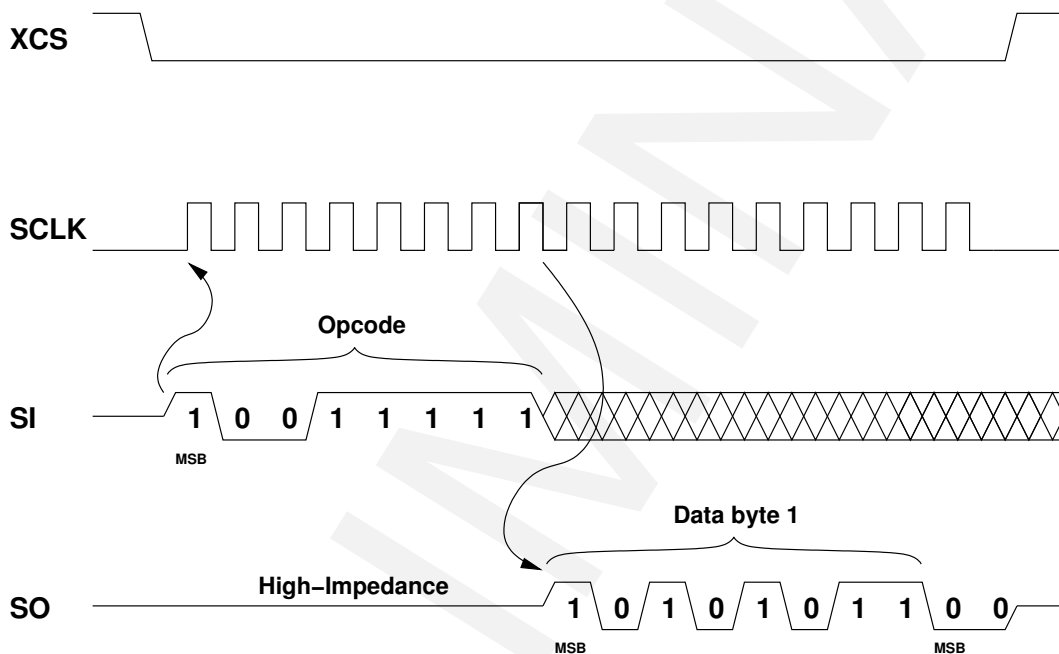 XCS
SCLK
Opcode
SI 1 0 0 1 1 1 1 1
MSB
Data byte 1
High–Impedance
SO 1 0 1 0 1 0 1 1 0 0
MSB MSB